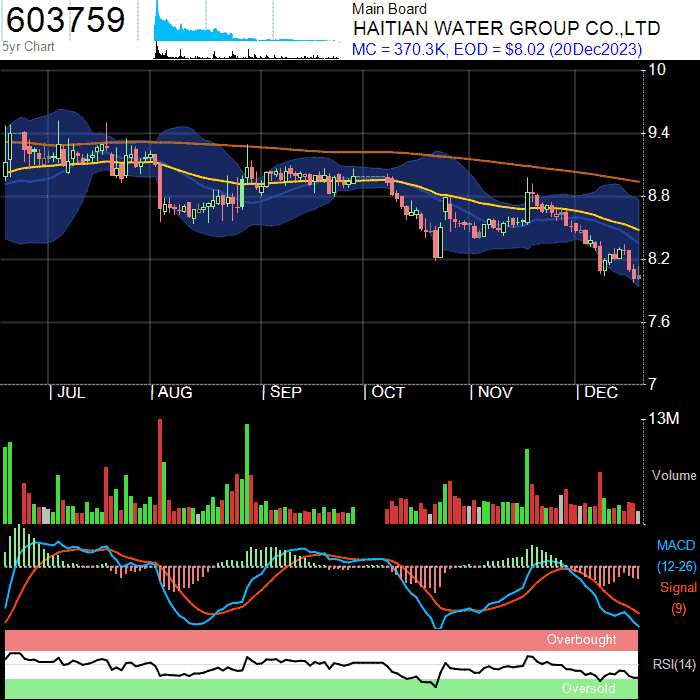 603759
5yr Chart
Main Board
HAITIAN WATER GROUP CO.,LTD
MC = 370.3K, EOD = $8.02 (20Dec2023)
10
9.4
8.8
8.2
7.6
7
JUL AUG SEP OCT NOV DEC
13M
Volume
MACD
(12-26)
Signal
(9)
Overbought
RSI(14)
Oversold